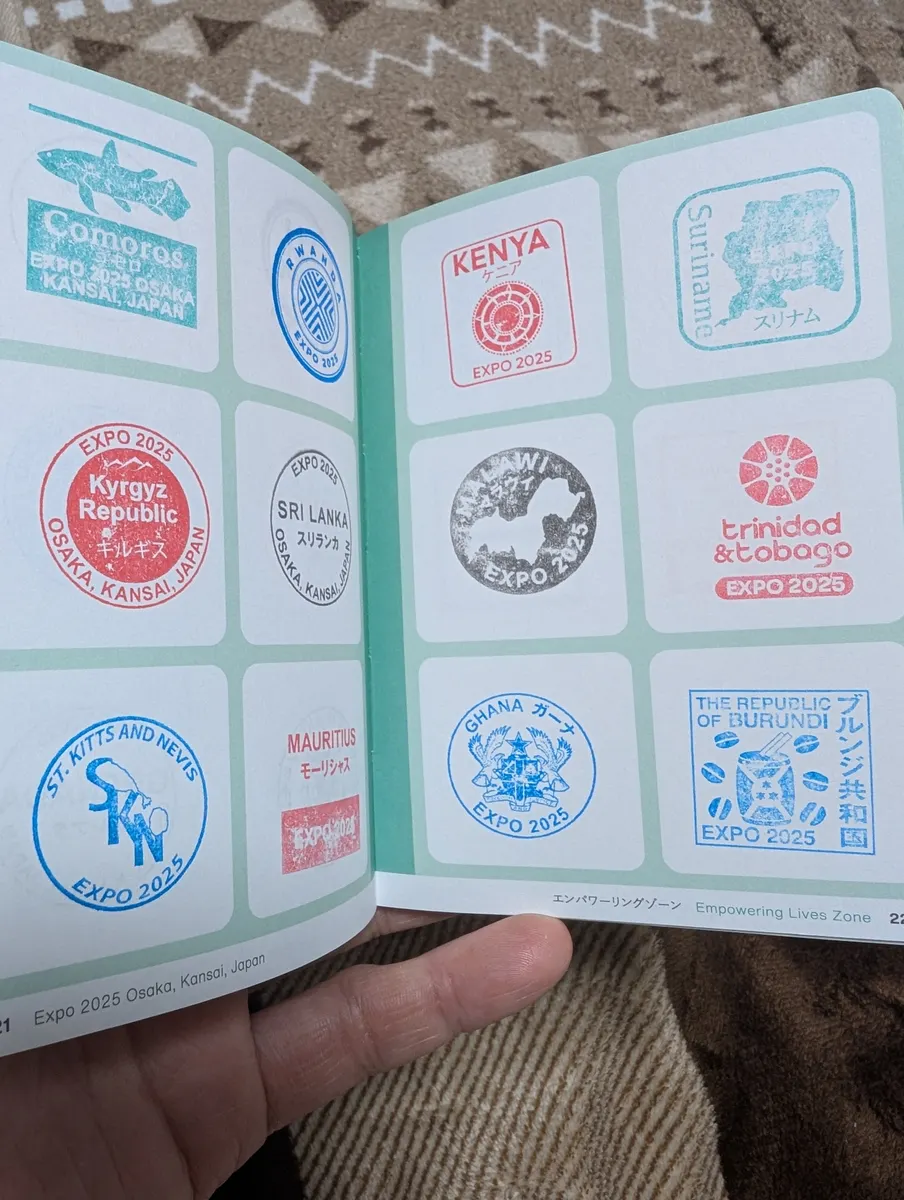 Comoros
コモロ
EXPO 2025 OSAKA
KANSAI, JAPAN
RWANDA
EXPO 2025
EXPO 2025
Kyrgyz
Republic
キルギス
OSAKA, KANSAI, JAPAN
EXPO 2025
SRI LANKA
スリランカ
OSAKA, KANSAI, JAPAN
ST. KITTS AND NEVIS
SKN
EXPO 2025
MAURITIUS
モーリシャス
EXPO 2025
21 Expo 2025 Osaka, Kansai, Japan
KENYA
ケニア
EXPO 2025
Suriname
EXPO
2025
スリナム
MALAWI
マラウイ
EXPO 2025
trinidad
&tobago
EXPO 2025
GHANA ガーナ
EXPO 2025
THE REPUBLIC
OF BURUNDI
ブルンジ共和国
EXPO 2025
エンパワーリングゾーン Empowering Lives Zone 22